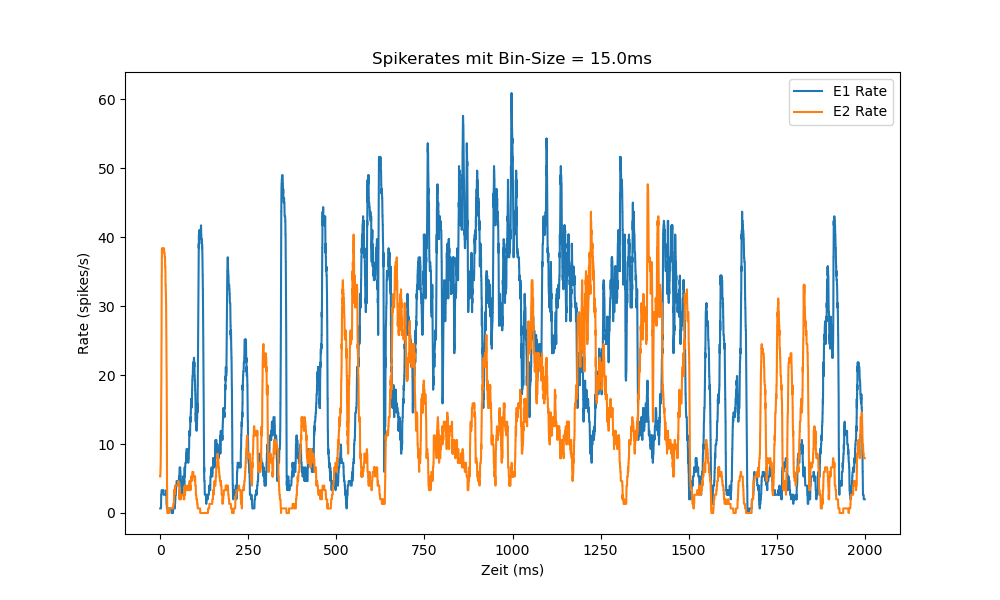 Spikerates mit Bin-Size = 15.0ms
E1 Rate
E2 Rate
Rate (spikes/s)
60
50
40
30
20
10
0
0 250 500 750 1000 1250 1500 1750 2000
Zeit (ms)